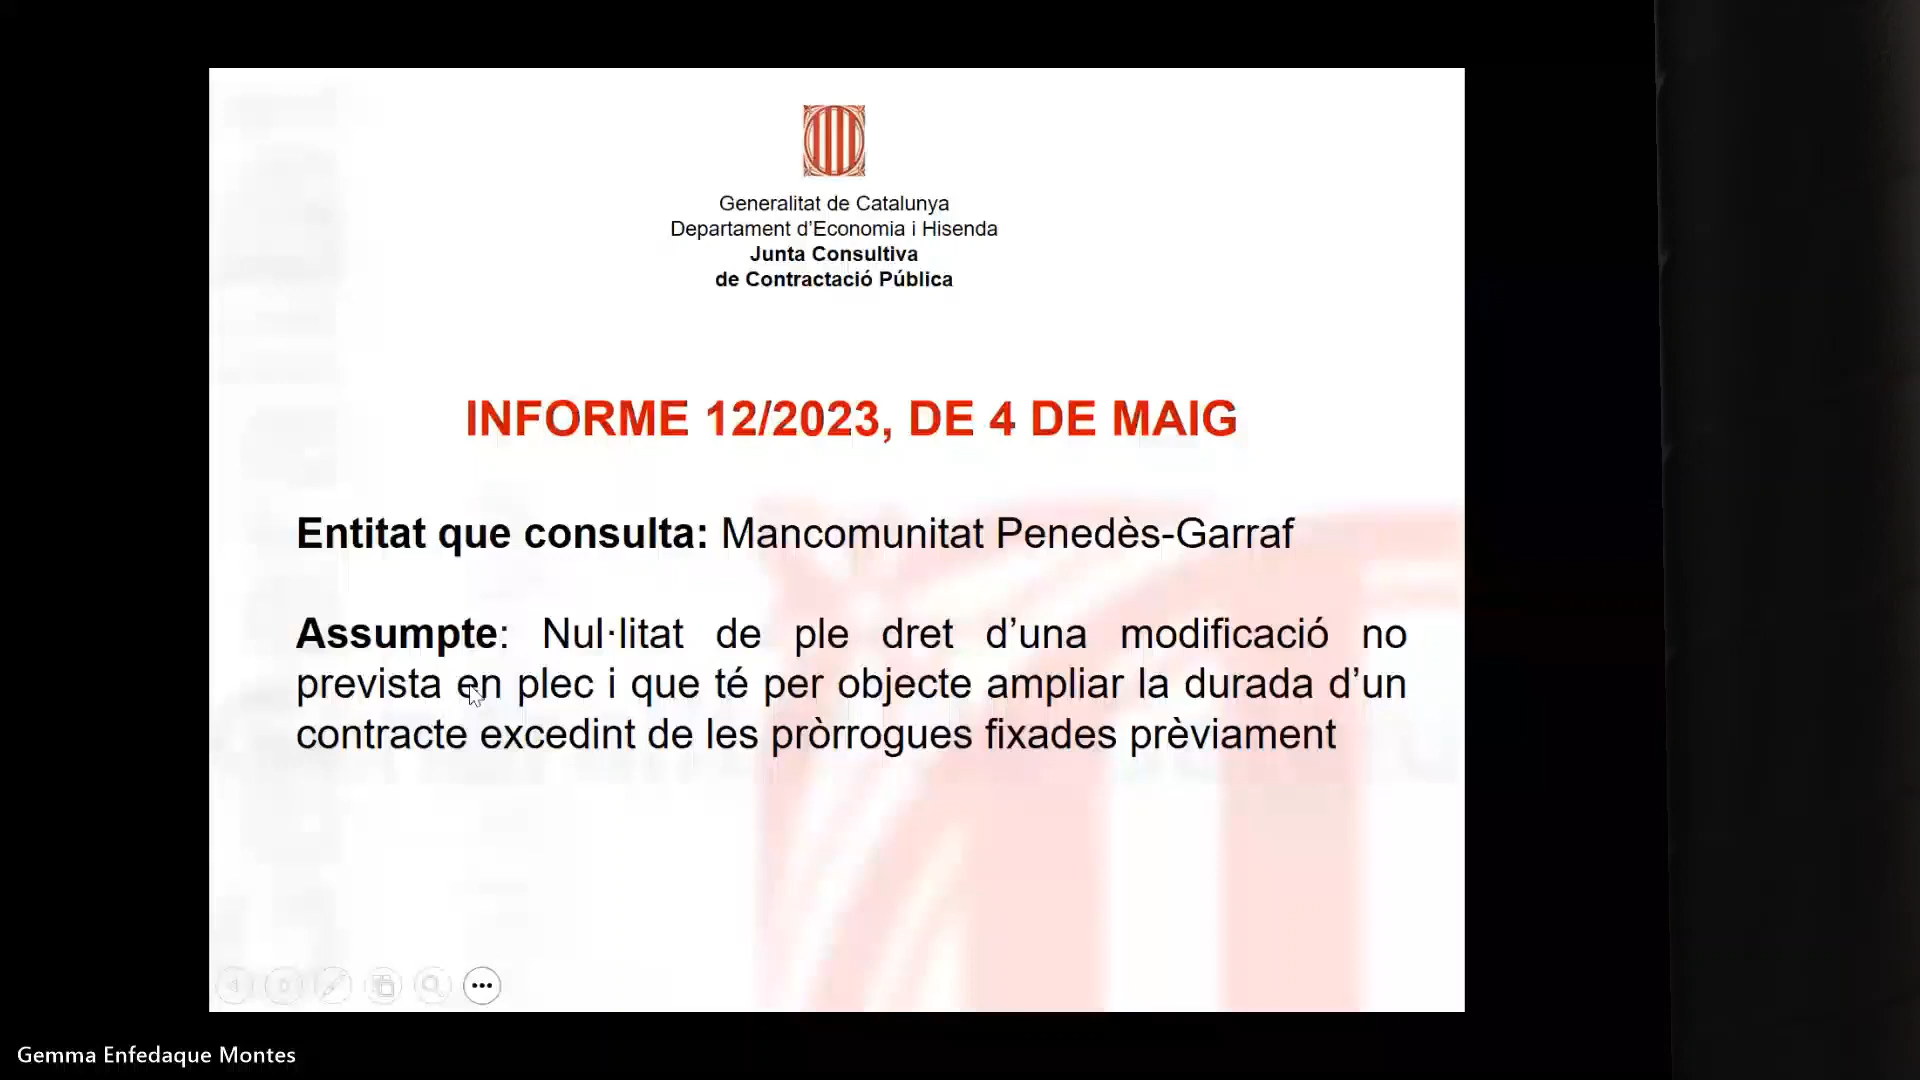 Generalitat de Catalunya
Departament d'Economia i Hisenda
Junta Consultiva
de Contractació Pública
INFORME 12/2023, DE 4 DE MAIG
Entitat que consulta: Mancomunitat Penedès-Garraf
Assumpte: Nul·litat de ple dret d'una modificació no
prevista en plec i que té per objecte ampliar la durada d'un
contracte excedint de les pròrrogues fixades prèviament
Gemma Enfedaque Montes